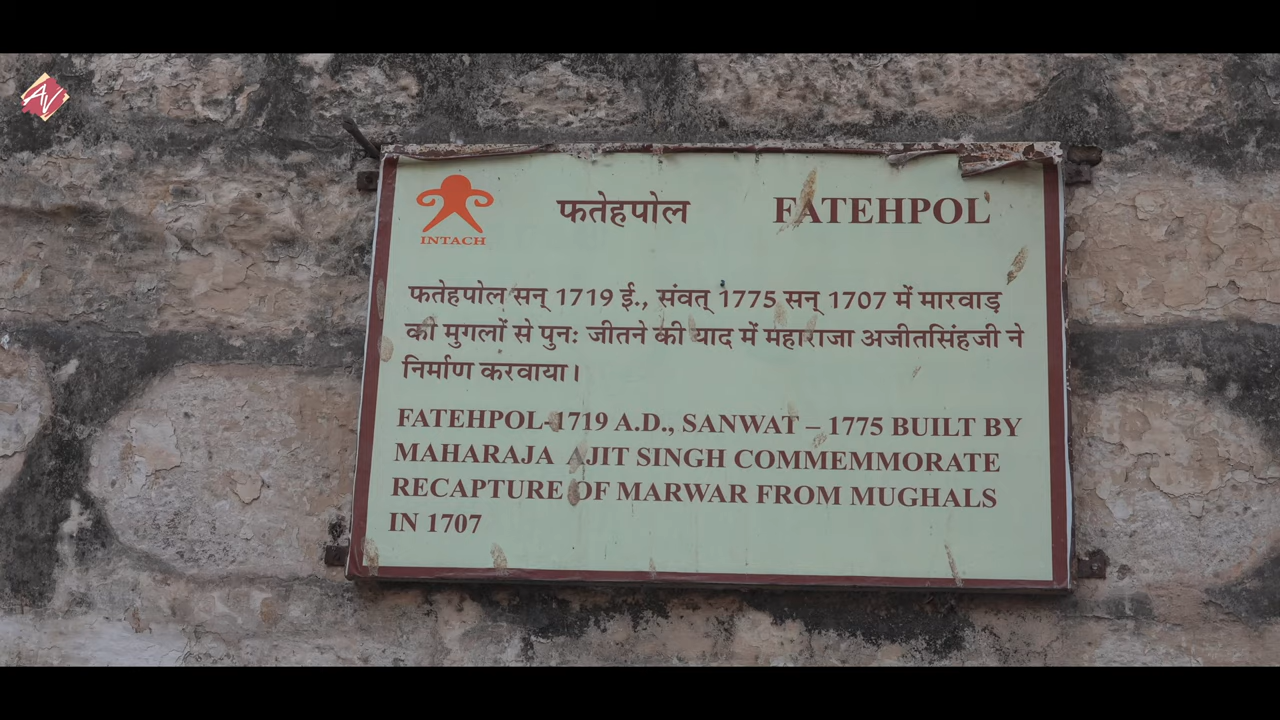 AV
INTACH
फतेहपोल FATEHPOL
फतेहपोल सन् 1719 ई., संवत् 1775 सन् 1707 में मारवाड़
की मुगलों से पुनः जीतने की याद में महाराजा अजीतसिंहजी ने
निर्माण करवाया।
FATEHPOL-1719 A.D., SANWAT – 1775 BUILT BY
MAHARAJA AJIT SINGH COMMEMMORATE
RECAPTURE OF MARWAR FROM MUGHALS
IN 1707